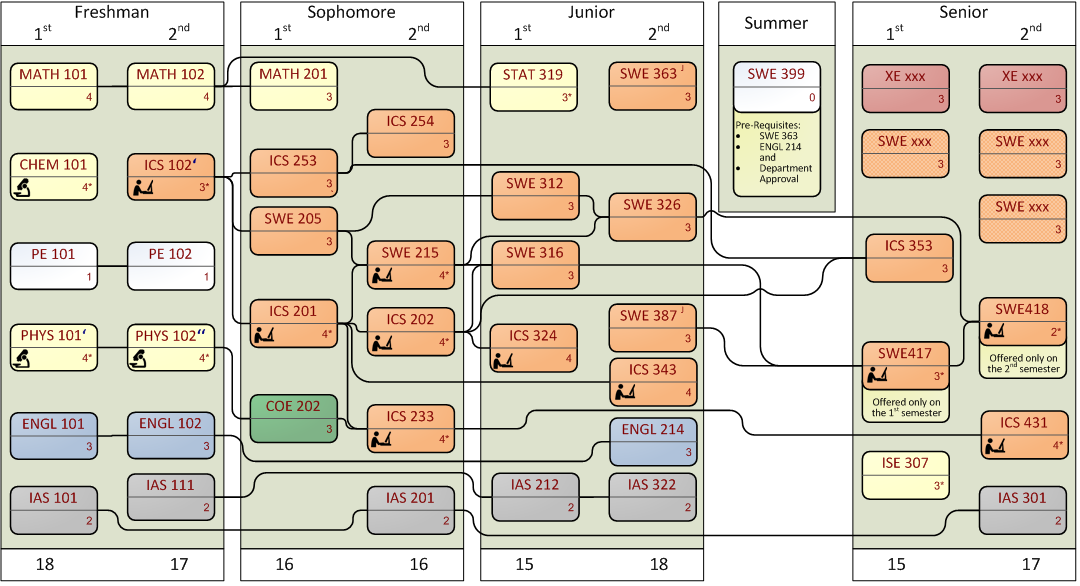 Freshman
1st 2nd
MATH 101
4
MATH 102
4
CHEM 101
4*
ICS 102‘
3*
PE 101
1
PE 102
1
PHYS 101‘
4*
PHYS 102‘‘
4*
ENGL 101
3
ENGL 102
3
IAS 101
2
IAS 111
2
18 17
Sophomore
1st 2nd
MATH 201
3
ICS 254
3
ICS 253
3
SWE 205
3
SWE 215
4*
ICS 201
4*
ICS 202
4*
COE 202
3
ICS 233
4*
IAS 201
2
16 16
Junior
1st 2nd
STAT 319
3*
SWE 363 J
3
SWE 312
3
SWE 326
3
SWE 316
3
SWE 387 J
3
ICS 324
4
ICS 343
4
ENGL 214
3
IAS 212
2
IAS 322
2
15 18
Summer
SWE 399
0
Pre-Requisites:
• SWE 363
• ENGL 214
and
• Department
Approval
Senior
1st 2nd
XE xxx
3
XE xxx
3
SWE xxx
3
SWE xxx
3
SWE xxx
3
ICS 353
3
SWE418
2*
Offered only on
the 2nd semester
SWE417
3*
Offered only on
the 1st semester
ICS 431
4*
ISE 307
3*
IAS 301
2
15 17